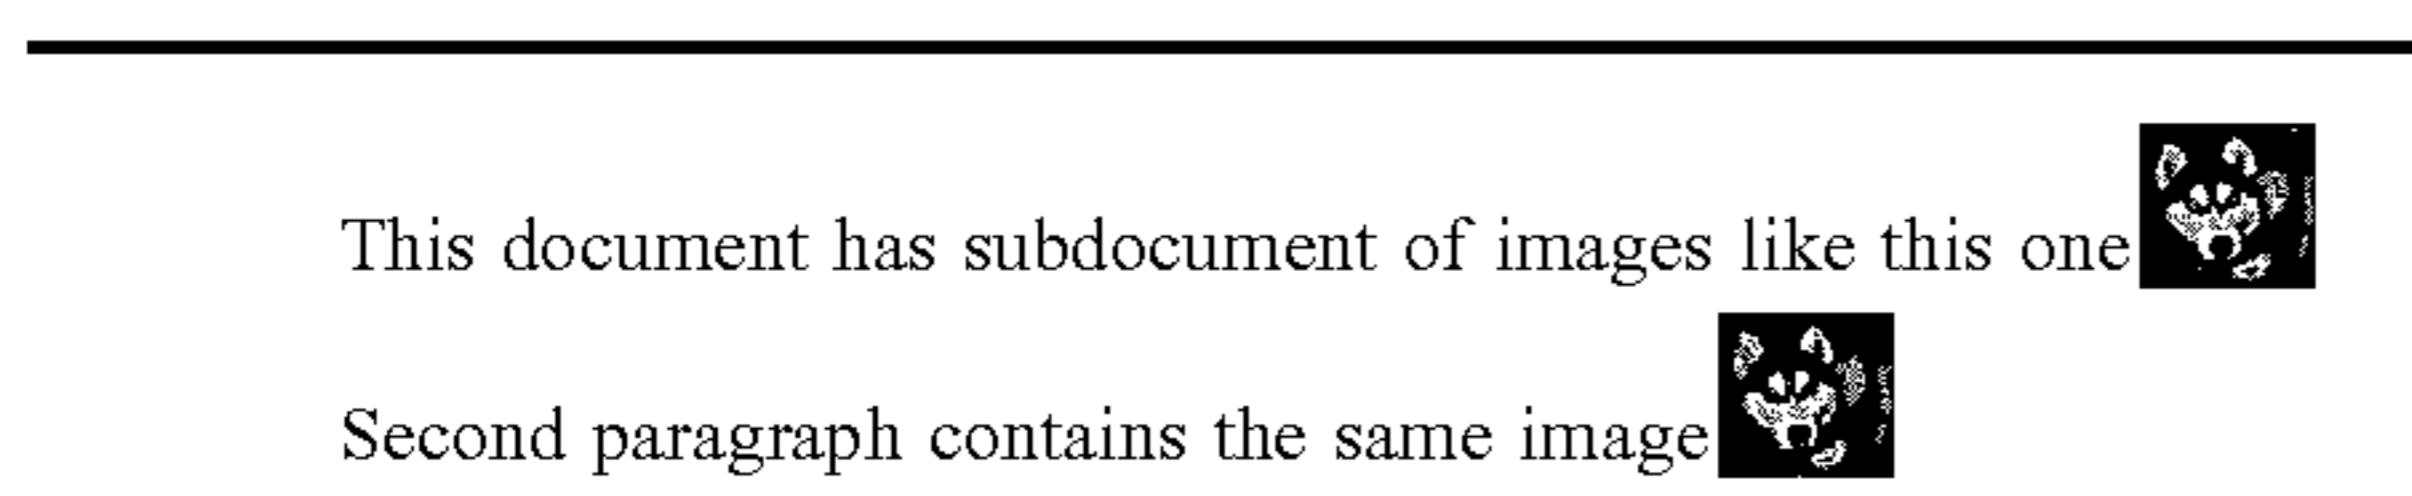 This document has subdocument of images like this one
Second paragraph contains the same image